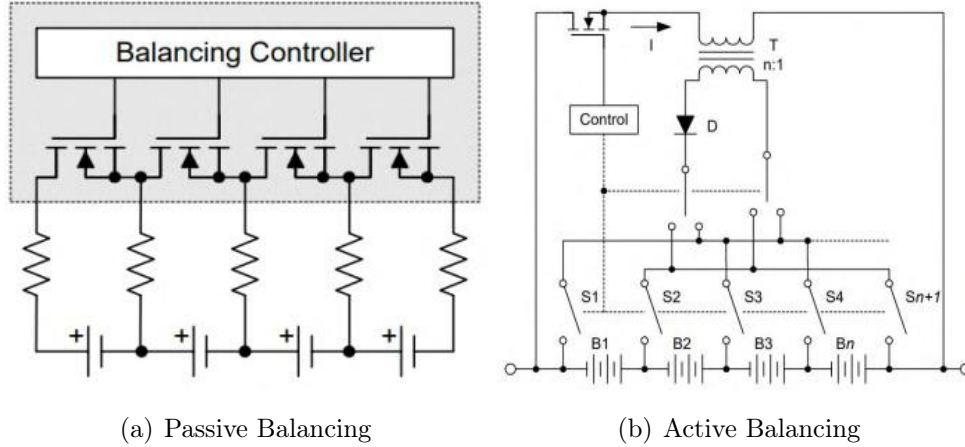 Balancing Controller
+ + + +
(a) Passive Balancing
I T
n:1
Control D
S1 S2 S3 S4 Sn+1
B1 B2 B3 Bn
(b) Active Balancing